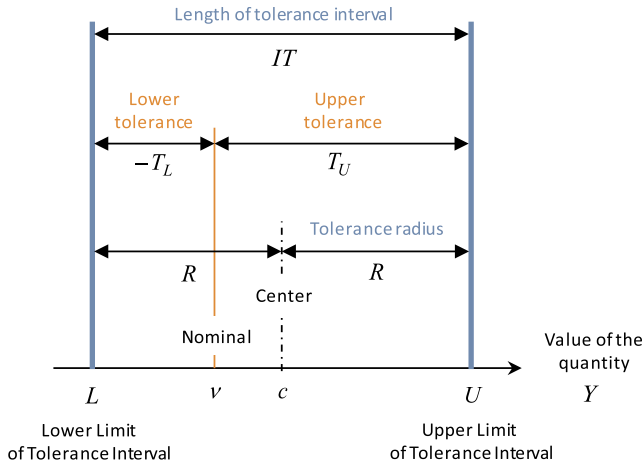 Length of tolerance interval
IT
Lower
tolerance
Upper
tolerance
−T_L
T_U
Tolerance radius
R
R
Center
Nominal
Value of the
quantity
L
ν
c
U
Y
Lower Limit
of Tolerance Interval
Upper Limit
of Tolerance Interval